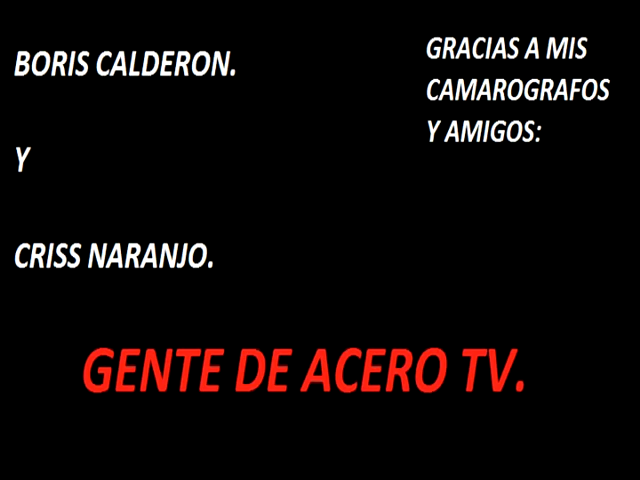 GRACIAS A MIS
CAMAROGRAFOS
Y AMIGOS:
BORIS CALDERON.
Y
CRISS NARANJO.
GENTE DE ACERO TV.